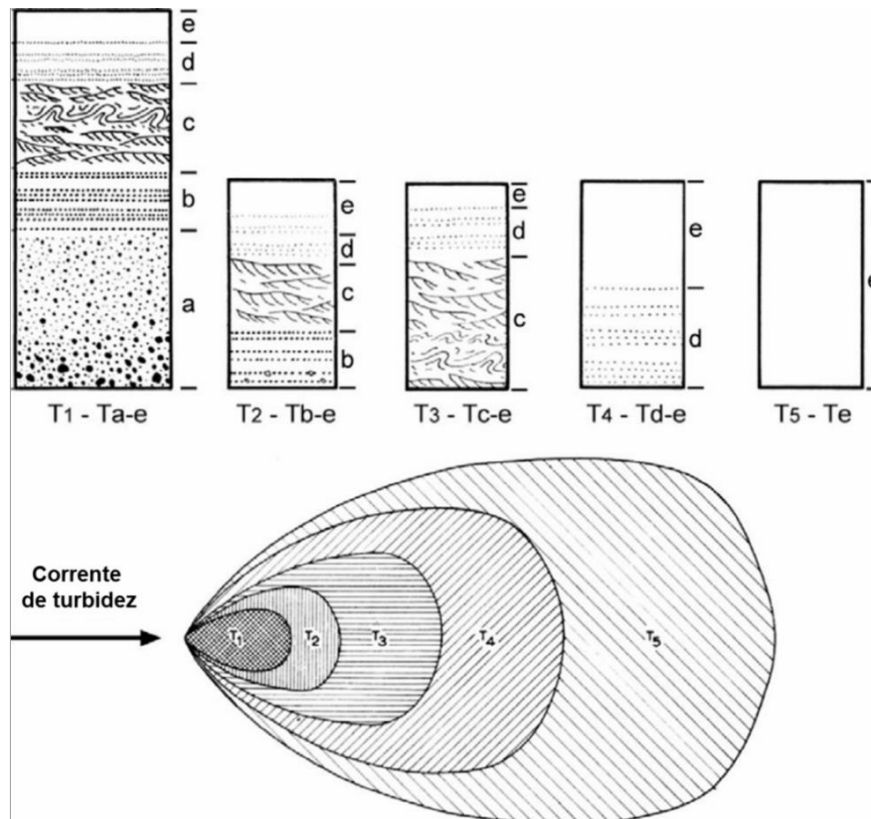 e
d
c
b
a
e
d
c
b
e
d
c
e
d
e
T1 - Ta-e
T2 - Tb-e
T3 - Tc-e
T4 - Td-e
T5 - Te
Corrente
de turbidez
T1
T2
T3
T4
T5